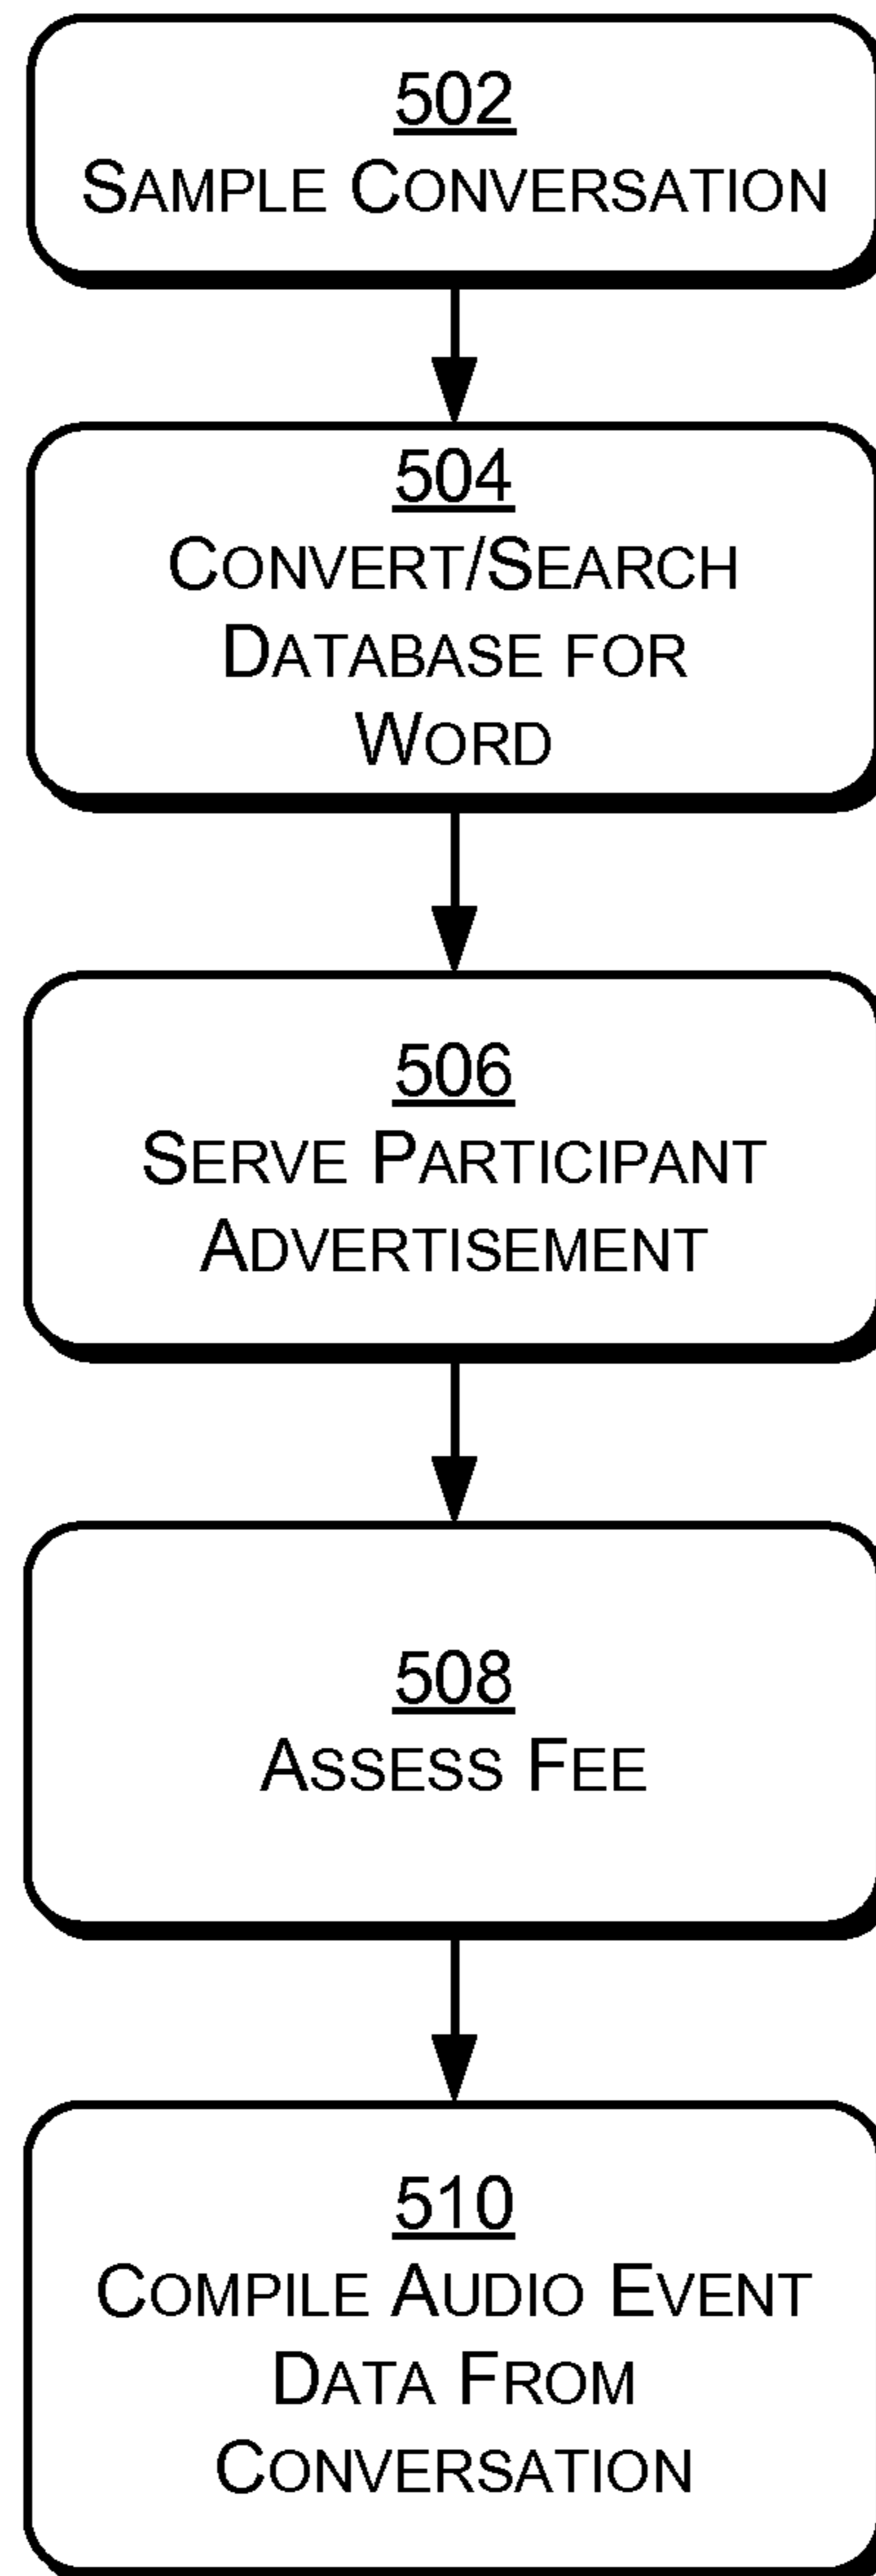 502
SAMPLE CONVERSATION
504
CONVERT/SEARCH
DATABASE FOR
WORD
506
SERVE PARTICIPANT
ADVERTISEMENT
508
ASSESS FEE
510
COMPILE AUDIO EVENT
DATA FROM
CONVERSATION